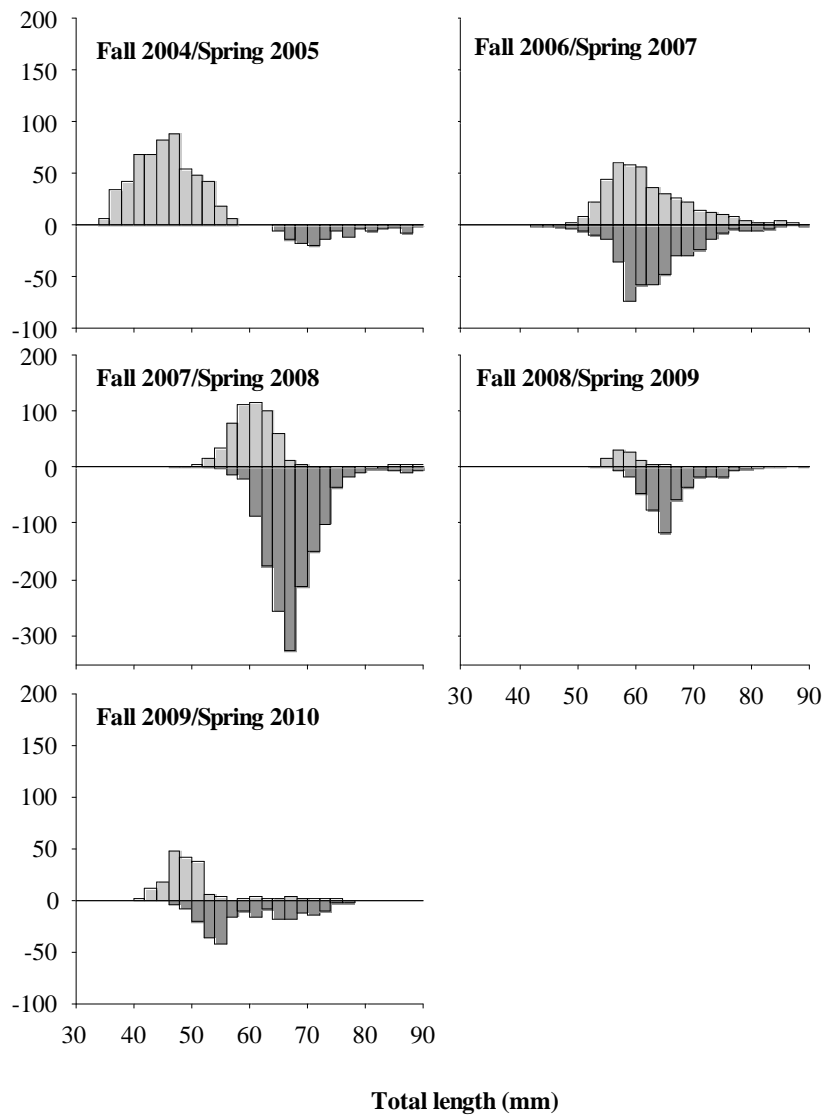 200
150
100
50
0
-50
-100
Fall 2004/Spring 2005
Fall 2006/Spring 2007
200
100
0
-100
-200
-300
Fall 2007/Spring 2008
Fall 2008/Spring 2009
30 40 50 60 70 80 90
200
150
100
50
0
-50
-100
Fall 2009/Spring 2010
30 40 50 60 70 80 90
Total length (mm)